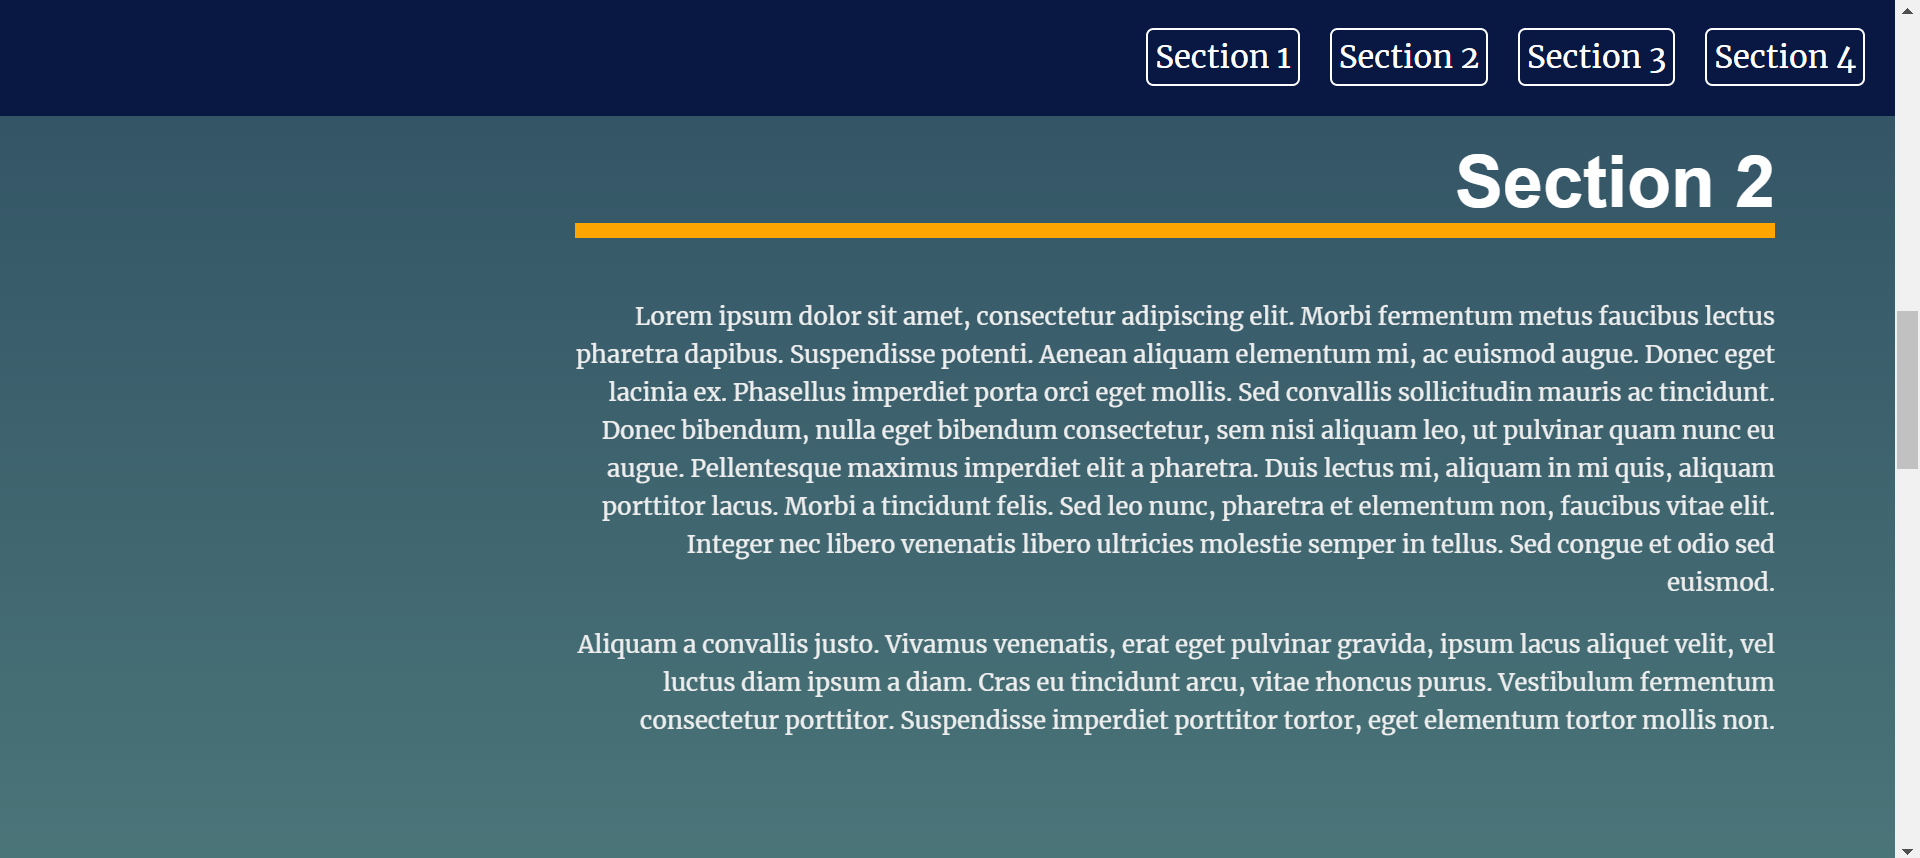 Section 1 Section 2 Section 3 Section 4
Section 2
Lorem ipsum dolor sit amet, consectetur adipiscing elit. Morbi fermentum metus faucibus lectus
pharetra dapibus. Suspendisse potenti. Aenean aliquam elementum mi, ac euismod augue. Donec eget
lacinia ex. Phasellus imperdiet porta orci eget mollis. Sed convallis sollicitudin mauris ac tincidunt.
Donec bibendum, nulla eget bibendum consectetur, sem nisi aliquam leo, ut pulvinar quam nunc eu
augue. Pellentesque maximus imperdiet elit a pharetra. Duis lectus mi, aliquam in mi quis, aliquam
porttitor lacus. Morbi a tincidunt felis. Sed leo nunc, pharetra et elementum non, faucibus vitae elit.
Integer nec libero venenatis libero ultricies molestie semper in tellus. Sed congue et odio sed
euismod.
Aliquam a convallis justo. Vivamus venenatis, erat eget pulvinar gravida, ipsum lacus aliquet velit, vel
luctus diam ipsum a diam. Cras eu tincidunt arcu, vitae rhoncus purus. Vestibulum fermentum
consectetur porttitor. Suspendisse imperdiet porttitor tortor, eget elementum tortor mollis non.